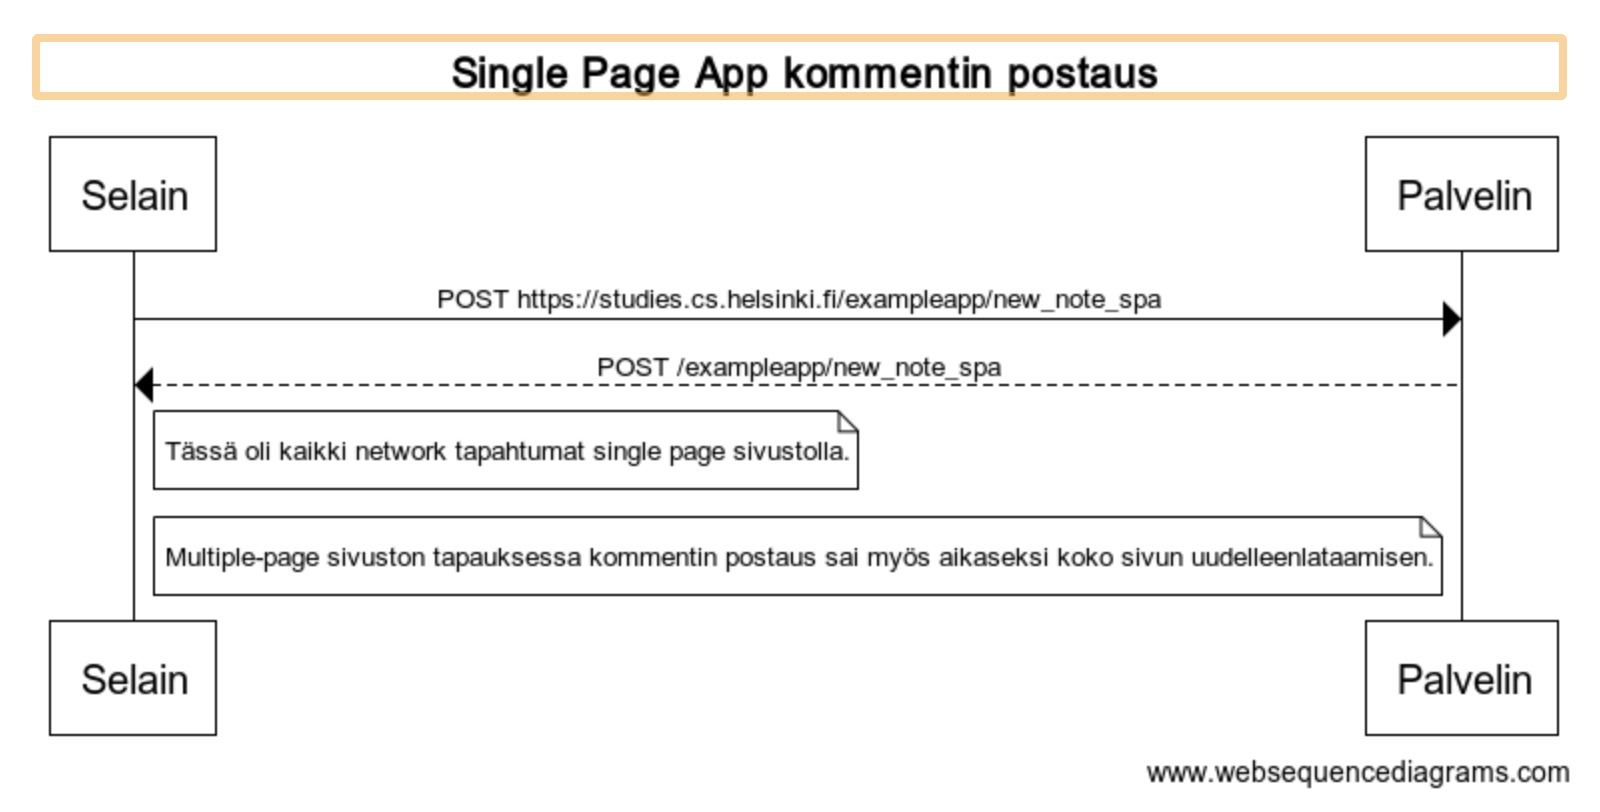 Single Page App kommentin postaus
Selain
Palvelin
POST https://studies.cs.helsinki.fi/exampleapp/new_note_spa
POST /exampleapp/new_note_spa
Tässä oli kaikki network tapahtumat single page sivustolla.
Multiple-page sivuston tapauksessa kommentin postaus sai myös aikaseksi koko sivun uudelleenlataamisen.
Selain
Palvelin
www.websequencediagrams.com